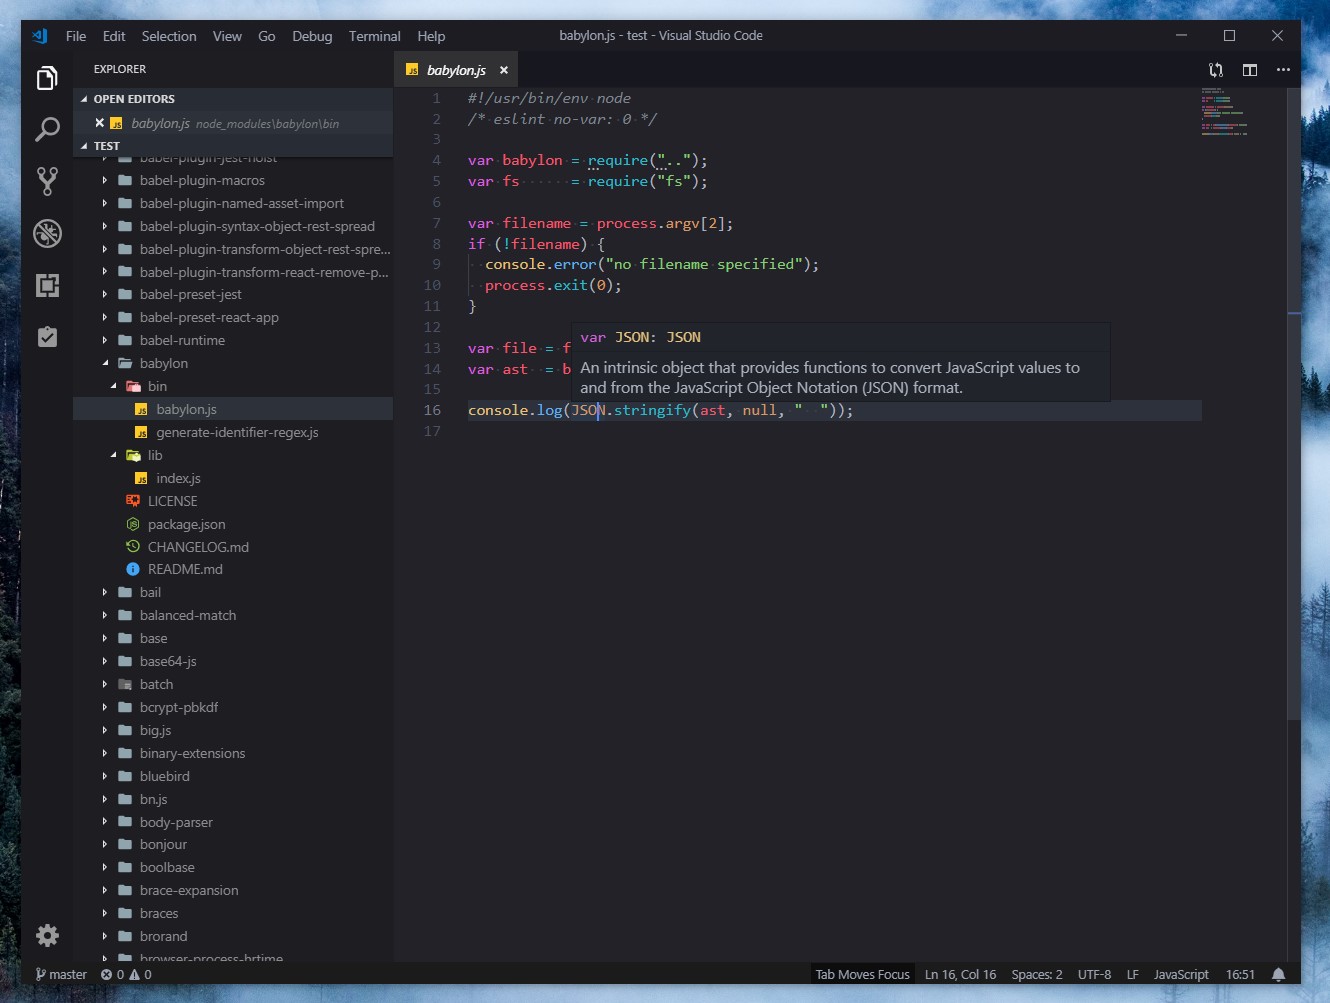 File Edit Selection View Go Debug Terminal Help
babylon.js - test - Visual Studio Code
EXPLORER
OPEN EDITORS
babylon.js node_modules\babylon\bin
TEST
babel-plugin-jest-hoist
babel-plugin-macros
babel-plugin-named-asset-import
babel-plugin-syntax-object-rest-spread
babel-plugin-transform-object-rest-spre...
babel-plugin-transform-react-remove-p...
babel-preset-jest
babel-preset-react-app
babel-runtime
babylon
bin
babylon.js
generate-identifier-regex.js
lib
index.js
LICENSE
package.json
CHANGELOG.md
README.md
bail
balanced-match
base
base64-js
batch
bcrypt-pbkdf
big.js
binary-extensions
bluebird
bn.js
body-parser
bonjour
boolbase
brace-expansion
braces
brorand
browser-process-hrtime
babylon.js
1 #!/usr/bin/env node
2 /* eslint no-var: 0 */
3
4 var babylon = require("..");
5 var fs      = require("fs");
6
7 var filename = process.argv[2];
8 if (!filename) {
9   console.error("no filename specified");
10   process.exit(0);
11 }
12
13 var file = f
14 var ast  = b
15
16 console.log(JSON.stringify(ast, null, "  "));
17
var JSON: JSON
An intrinsic object that provides functions to convert JavaScript values to
and from the JavaScript Object Notation (JSON) format.
master 0 0
Tab Moves Focus Ln 16, Col 16 Spaces: 2 UTF-8 LF JavaScript 16:51